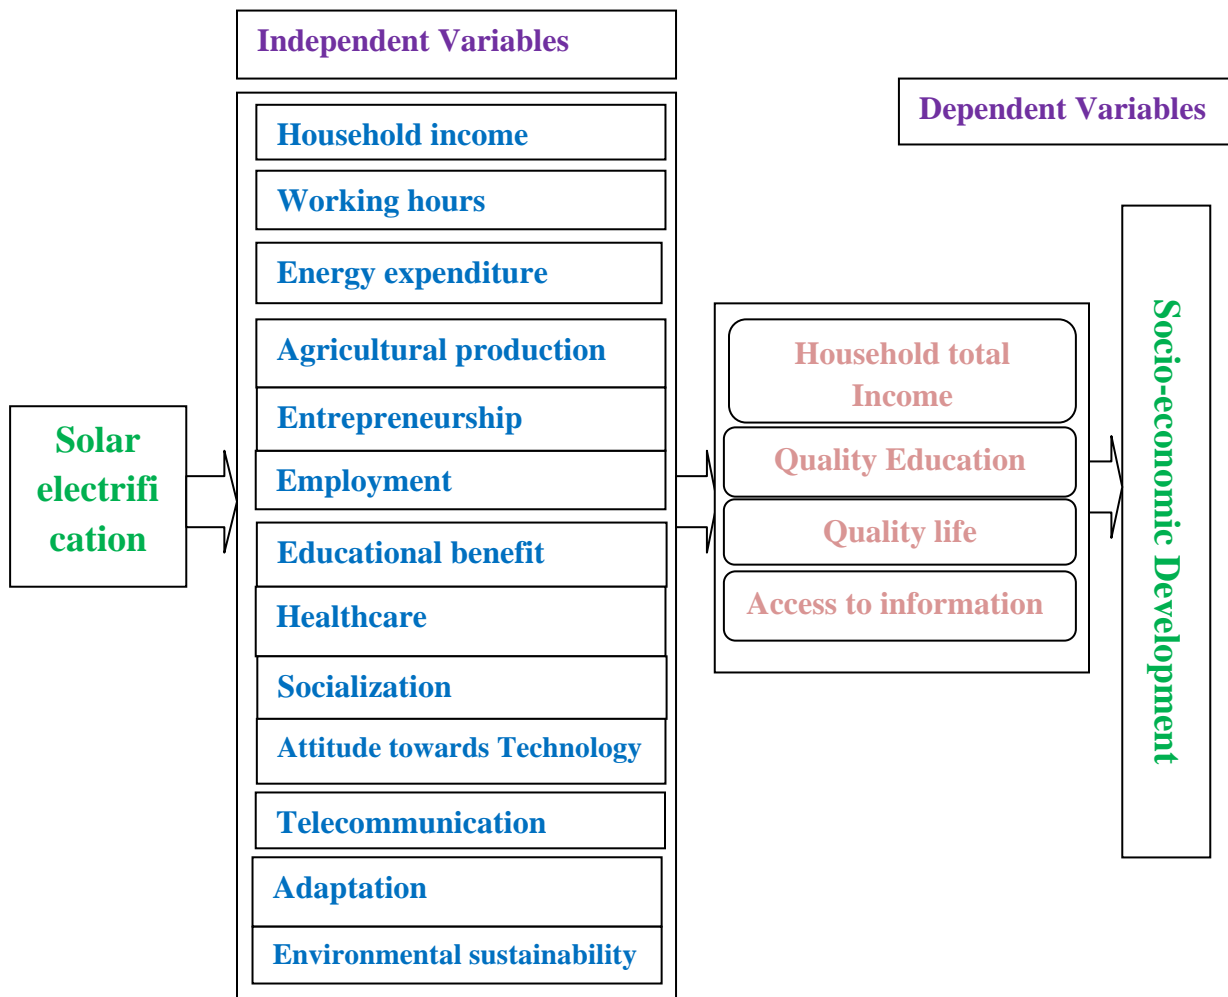 Independent Variables
Dependent Variables
Solar
electrifi
cation
Household income
Working hours
Energy expenditure
Agricultural production
Entrepreneurship
Employment
Educational benefit
Healthcare
Socialization
Attitude towards Technology
Telecommunication
Adaptation
Environmental sustainability
Household total
Income
Quality Education
Quality life
Access to information
Socio-economic Development